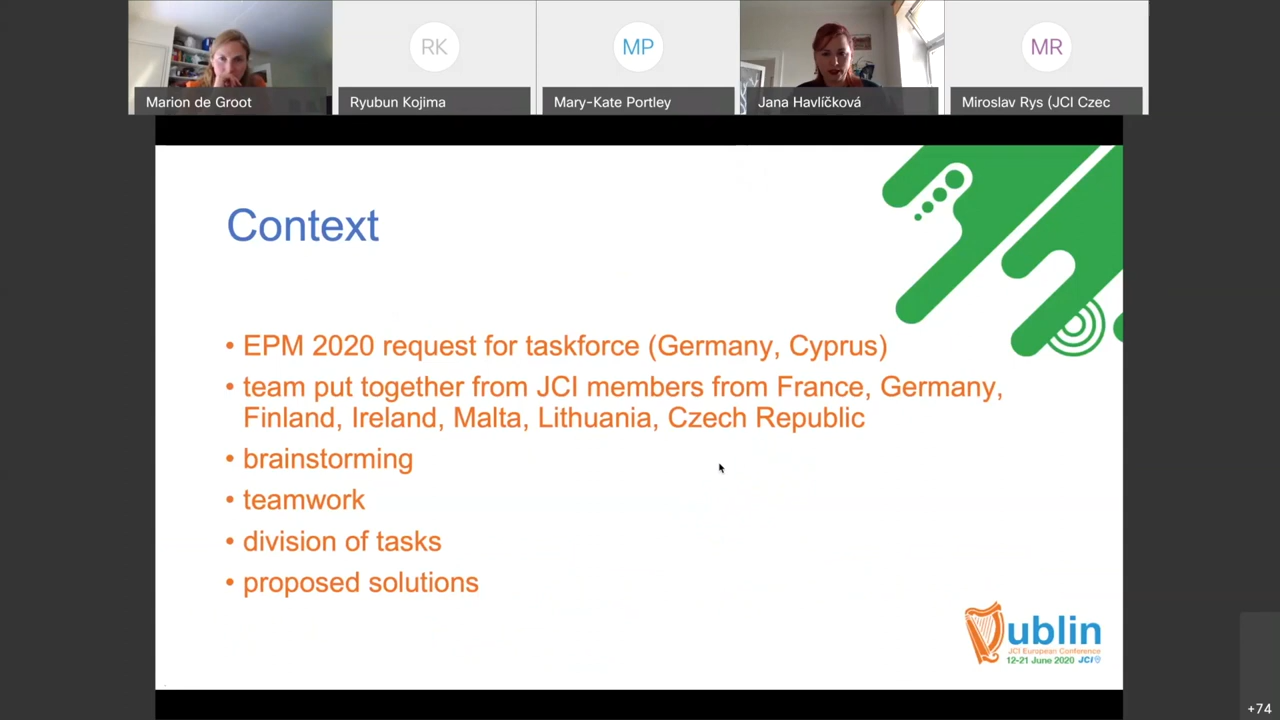 RK
MP
MR
Marion de Groot
Ryubun Kojima
Mary-Kate Portley
Jana Havlíčková
Miroslav Rys (JCI Czec
Context
• EPM 2020 request for taskforce (Germany, Cyprus)
• team put together from JCI members from France, Germany,
Finland, Ireland, Malta, Lithuania, Czech Republic
• brainstorming
• teamwork
• division of tasks
• proposed solutions
ublin
JCI European Conference
12-21 June 2020 JCI
+74